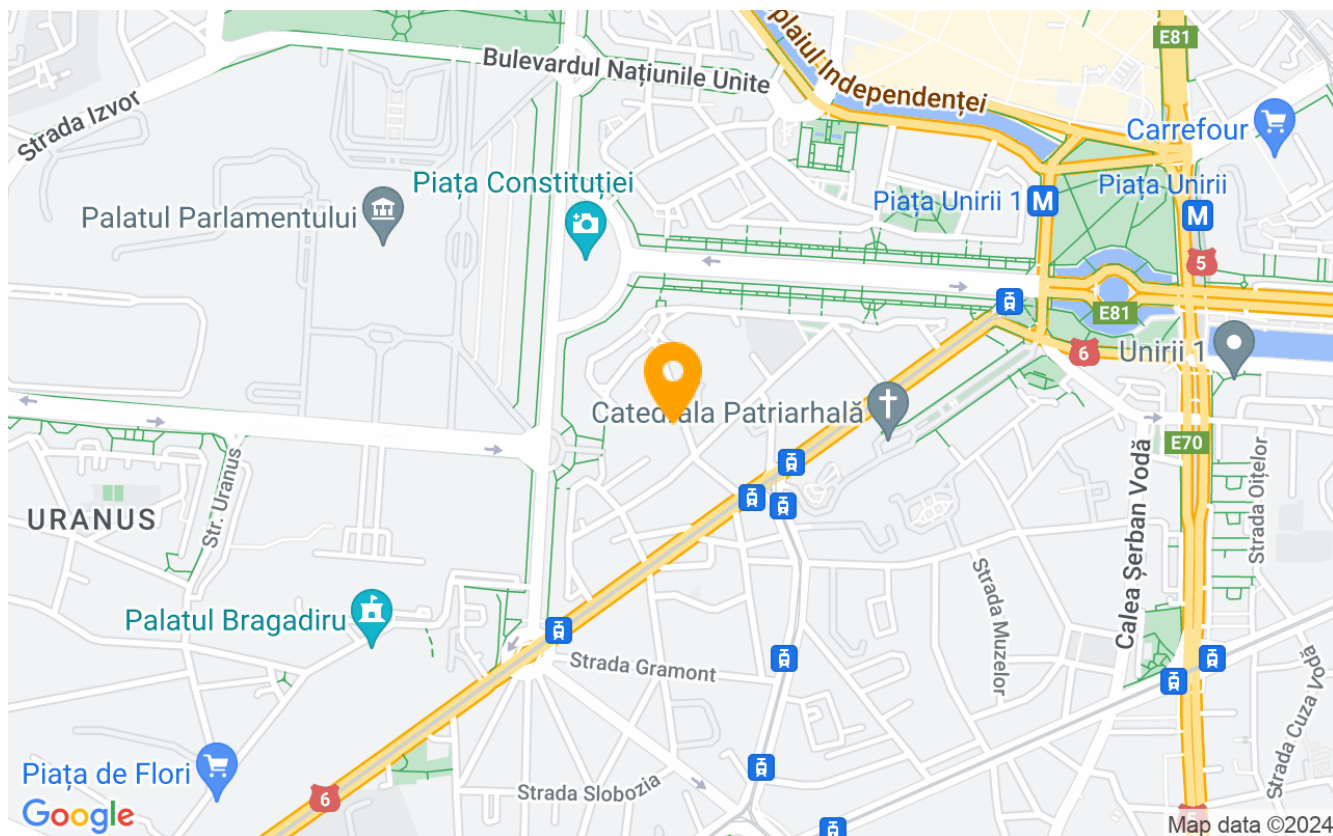 E81
Bulevardul Națiunile Unite
Splaiul Independenței
Strada Izvor
Carrefour
Piața Constituției
Piața Unirii 1
M
Piața Unirii
M
Palatul Parlamentului
5
E81
6
Unirii 1
Catedrala Patriarhală
E70
Str. Uranus
Calea Șerban Vodă
Strada Oițelor
URANUS
Strada Muzelor
Palatul Bragadiru
Strada Gramont
Strada Cuza Vodă
Piața de Flori
6
Strada Slobozia
Google
Map data ©2024